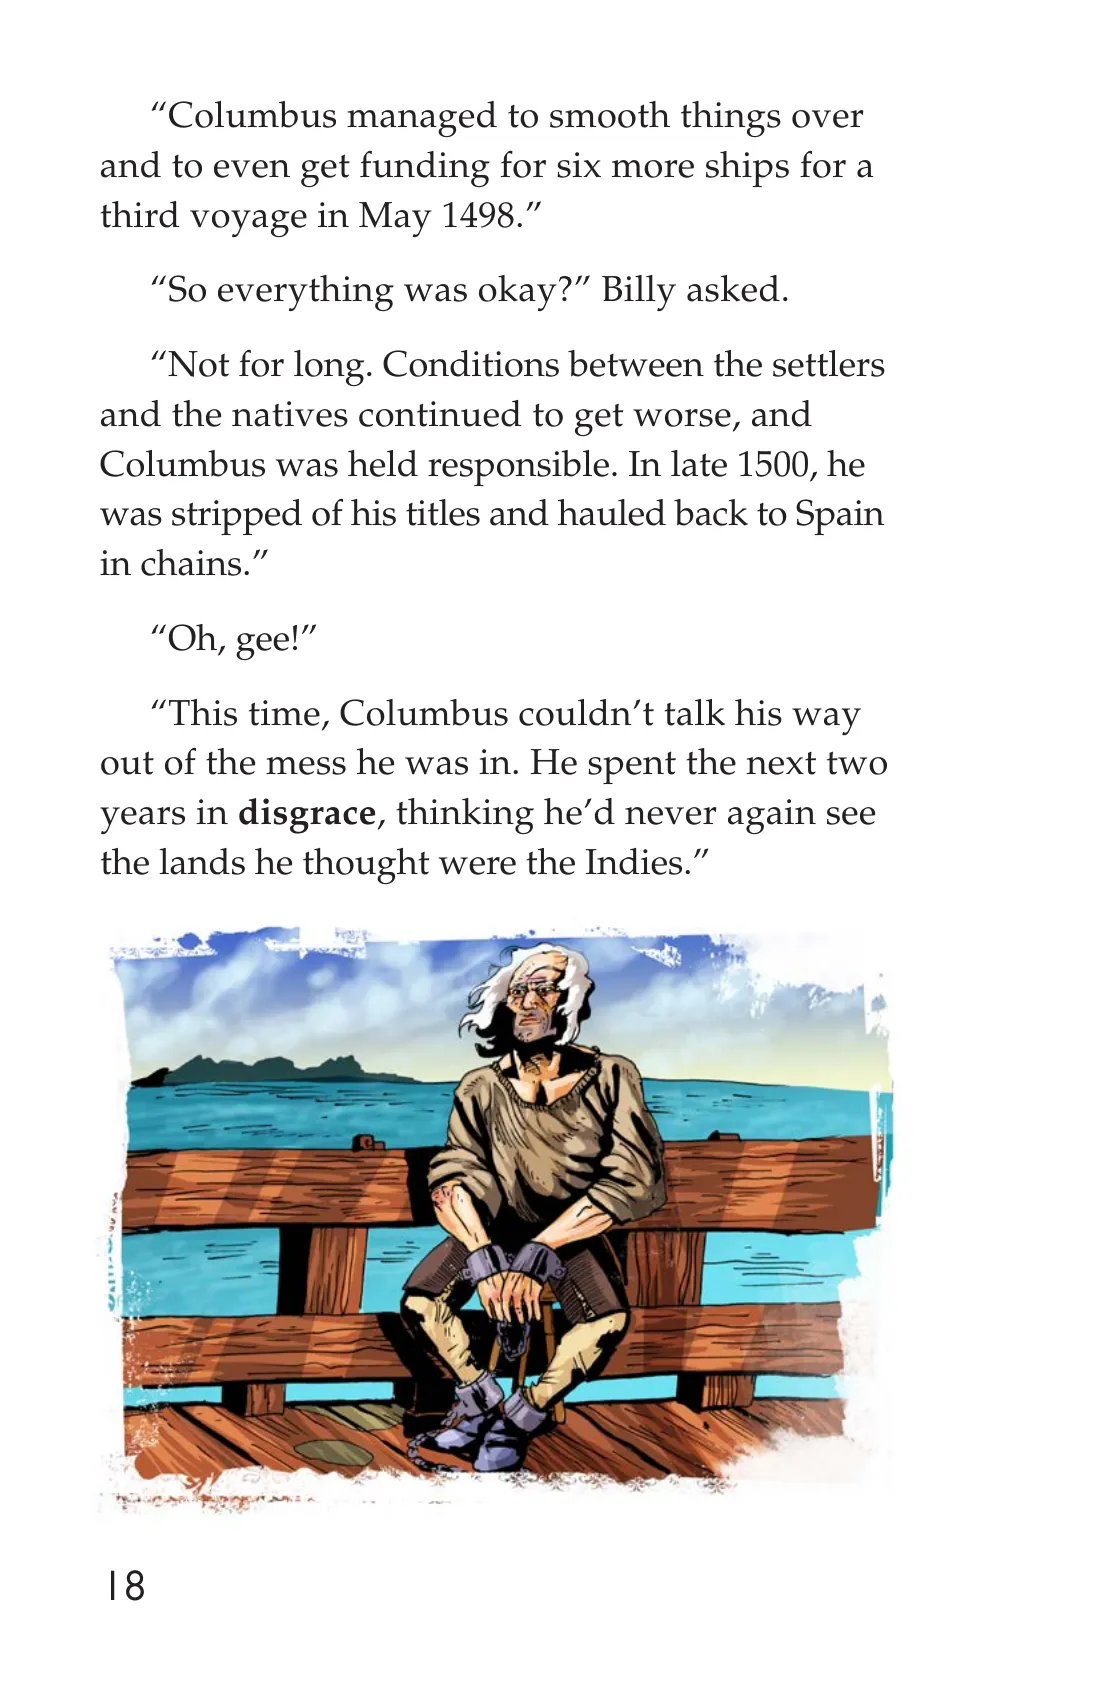 “Columbus managed to smooth things over
and to even get funding for six more ships for a
third voyage in May 1498.”
“So everything was okay?” Billy asked.
“Not for long. Conditions between the settlers
and the natives continued to get worse, and
Columbus was held responsible. In late 1500, he
was stripped of his titles and hauled back to Spain
in chains.”
“Oh, gee!”
“This time, Columbus couldn’t talk his way
out of the mess he was in. He spent the next two
years in disgrace, thinking he’d never again see
the lands he thought were the Indies.”
18